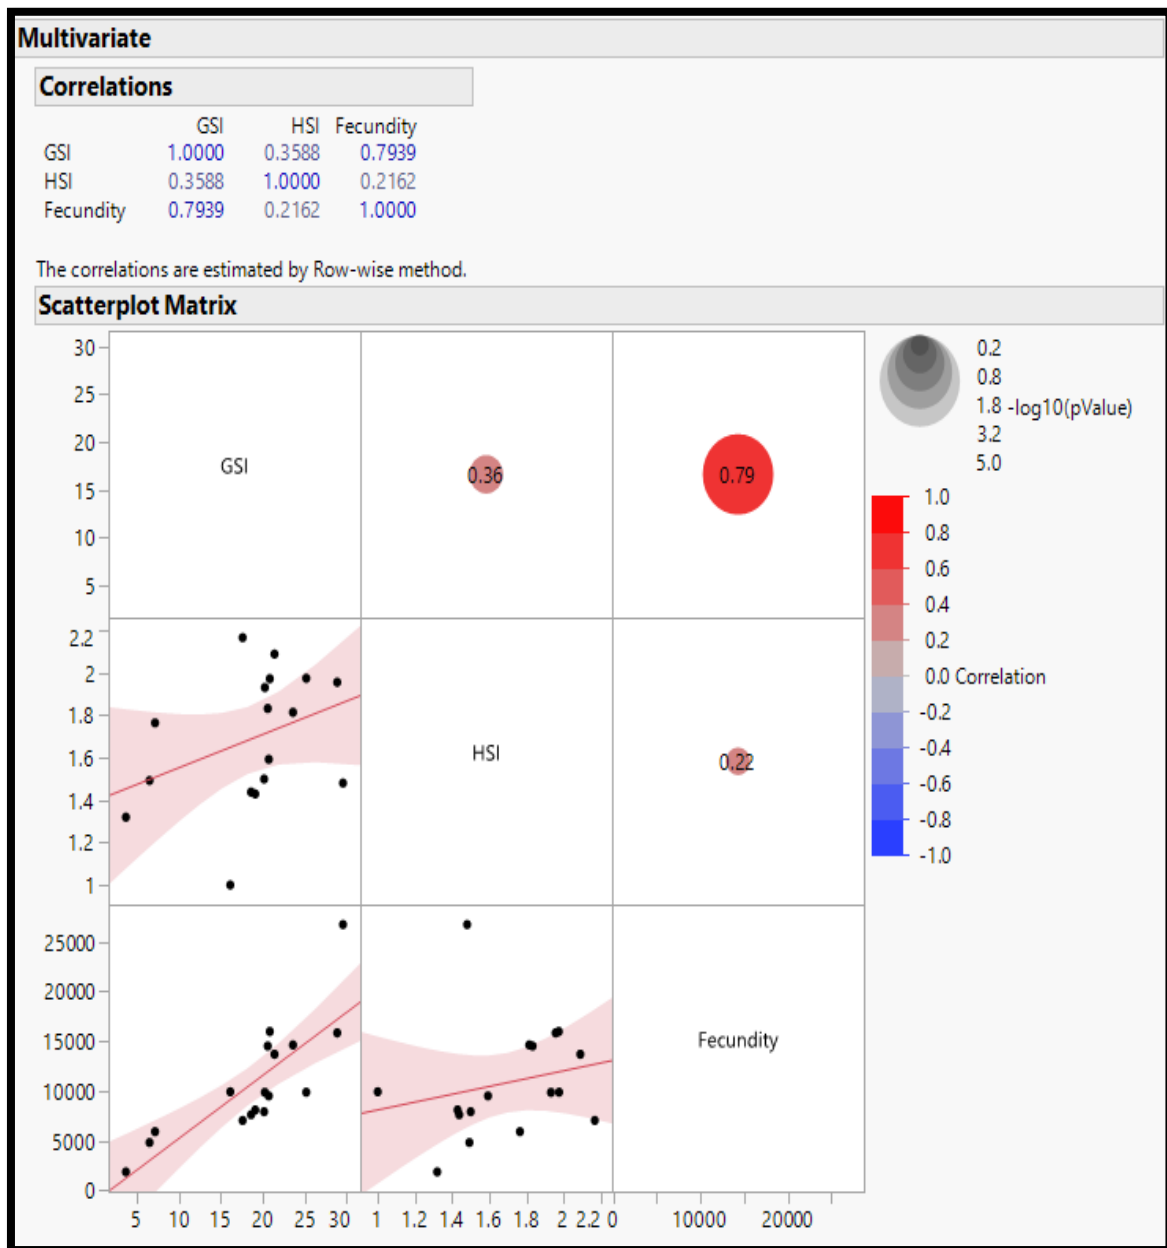 Multivariate
Correlations
GSI HSI Fecundity
GSI 1.0000 0.3588 0.7939
HSI 0.3588 1.0000 0.2162
Fecundity 0.7939 0.2162 1.0000
The correlations are estimated by Row-wise method.
Scatterplot Matrix
30
25
20
15
10
5
GSI
0.36
0.79
2.2
2
1.8
1.6
1.4
1.2
1
HSI
0.22
25000
20000
15000
10000
5000
0
Fecundity
5 10 15 20 25 30 1 1.2 1.4 1.6 1.8 2 2.2 0 10000 20000
0.2
0.8
1.8 -log10(pValue)
3.2
5.0
1.0
0.8
0.6
0.4
0.2
0.0 Correlation
-0.2
-0.4
-0.6
-0.8
-1.0